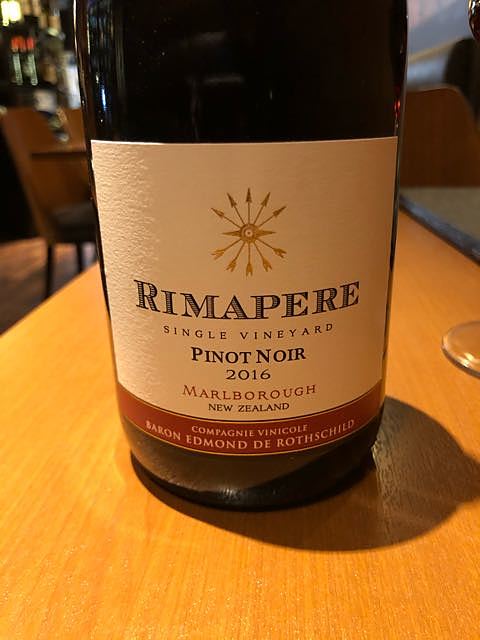 RIMAPERE
SINGLE VINEYARD
PINOT NOIR
2016
MARLBOROUGH
NEW ZEALAND
COMPAGNIE VINICOLE
BARON EDMOND DE ROTHSCHILD